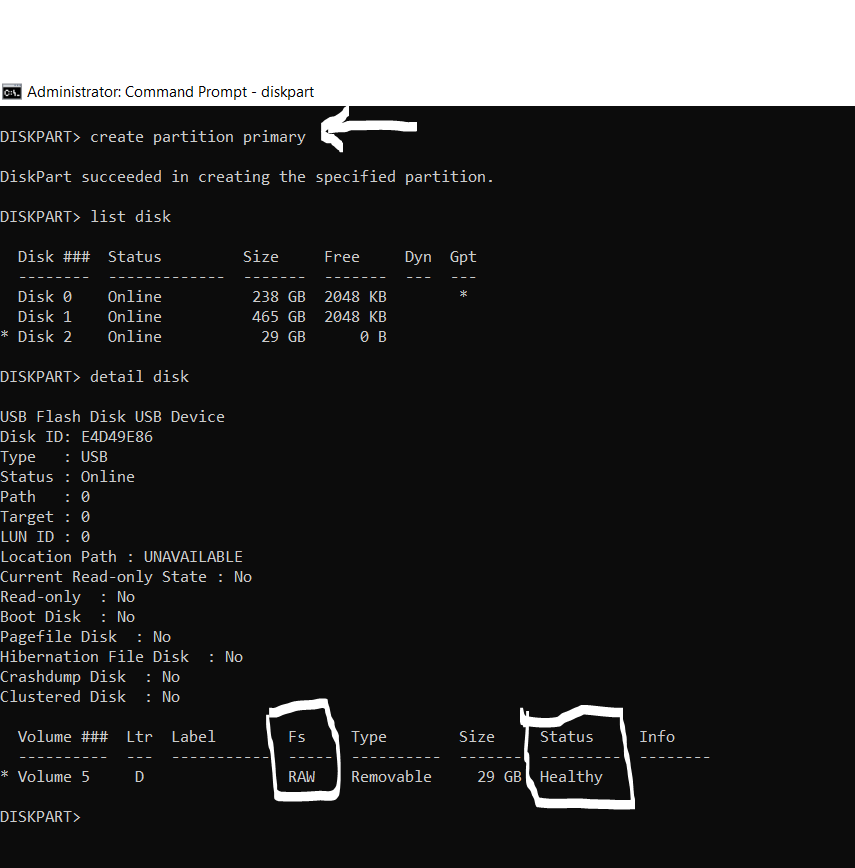 Administrator: Command Prompt - diskpart
DISKPART> create partition primary
DiskPart succeeded in creating the specified partition.
DISKPART> list disk
  Disk ###  Status         Size     Free     Dyn  Gpt
  --------  -------------  -------  -------  ---  ---
  Disk 0    Online          238 GB  2048 KB        *
  Disk 1    Online          465 GB  2048 KB
* Disk 2    Online           29 GB      0 B
DISKPART> detail disk
USB Flash Disk USB Device
Disk ID: E4D49E86
Type   : USB
Status : Online
Path   : 0
Target : 0
LUN ID : 0
Location Path : UNAVAILABLE
Current Read-only State : No
Read-only  : No
Boot Disk  : No
Pagefile Disk  : No
Hibernation File Disk  : No
Crashdump Disk  : No
Clustered Disk  : No
  Volume ###  Ltr  Label        Fs     Type        Size     Status     Info
  ----------  ---  -----------  -----  ----------  -------  ---------  --------
* Volume 5     D                RAW    Removable     29 GB  Healthy
DISKPART>